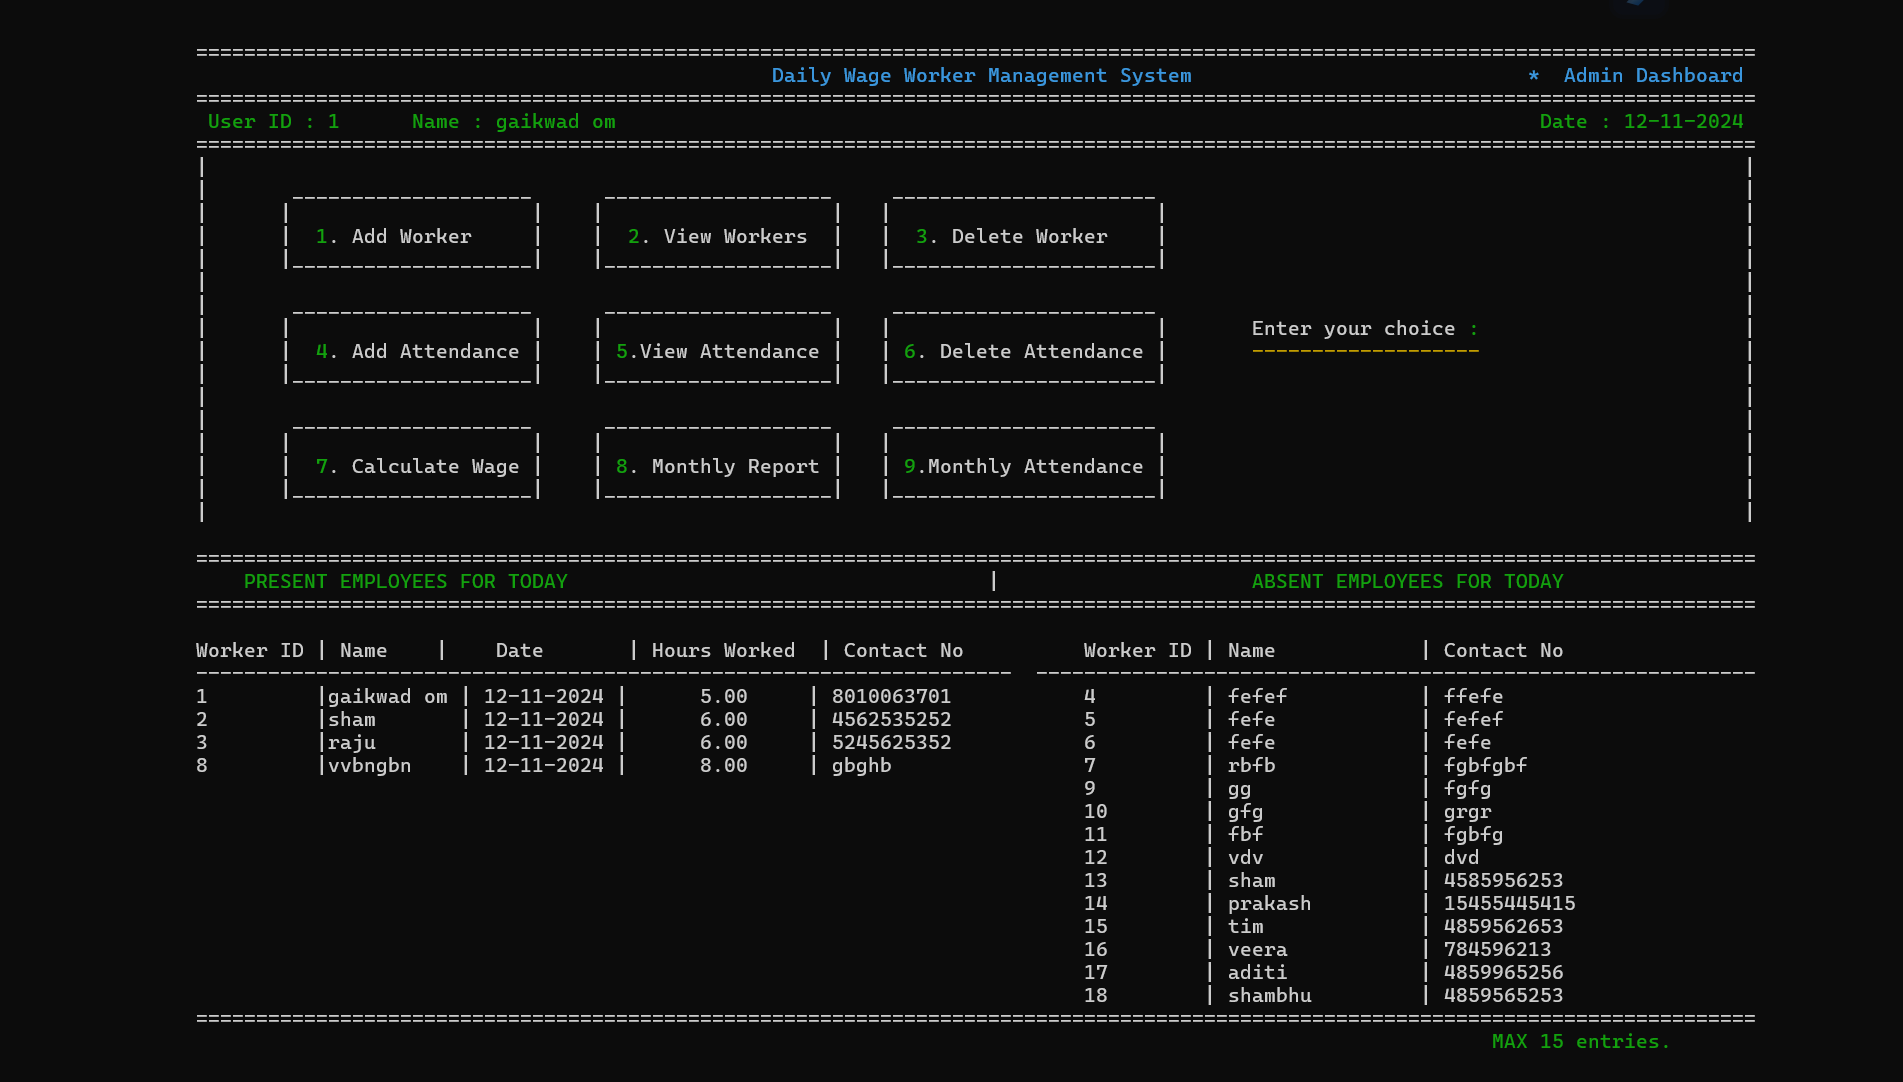 Daily Wage Worker Management System * Admin Dashboard
User ID : 1 Name : gaikwad om Date : 12-11-2024
1. Add Worker 2. View Workers 3. Delete Worker
Enter your choice :
4. Add Attendance 5.View Attendance 6. Delete Attendance
7. Calculate Wage 8. Monthly Report 9.Monthly Attendance
PRESENT EMPLOYEES FOR TODAY | ABSENT EMPLOYEES FOR TODAY
Worker ID | Name | Date | Hours Worked | Contact No Worker ID | Name | Contact No
1 |gaikwad om | 12-11-2024 | 5.00 | 8010063701 4 | fefef | ffefe
2 |sham | 12-11-2024 | 6.00 | 4562535252 5 | fefe | fefef
3 |raju | 12-11-2024 | 6.00 | 5245625352 6 | fefe | fefe
8 |vvbngbn | 12-11-2024 | 8.00 | gbghb 7 | rbfb | fgbfgbf
9 | gg | fgfg
10 | gfg | grgr
11 | fbf | fgbfg
12 | vdv | dvd
13 | sham | 4585956253
14 | prakash | 15455445415
15 | tim | 4859562653
16 | veera | 784596213
17 | aditi | 4859965256
18 | shambhu | 4859565253
MAX 15 entries.